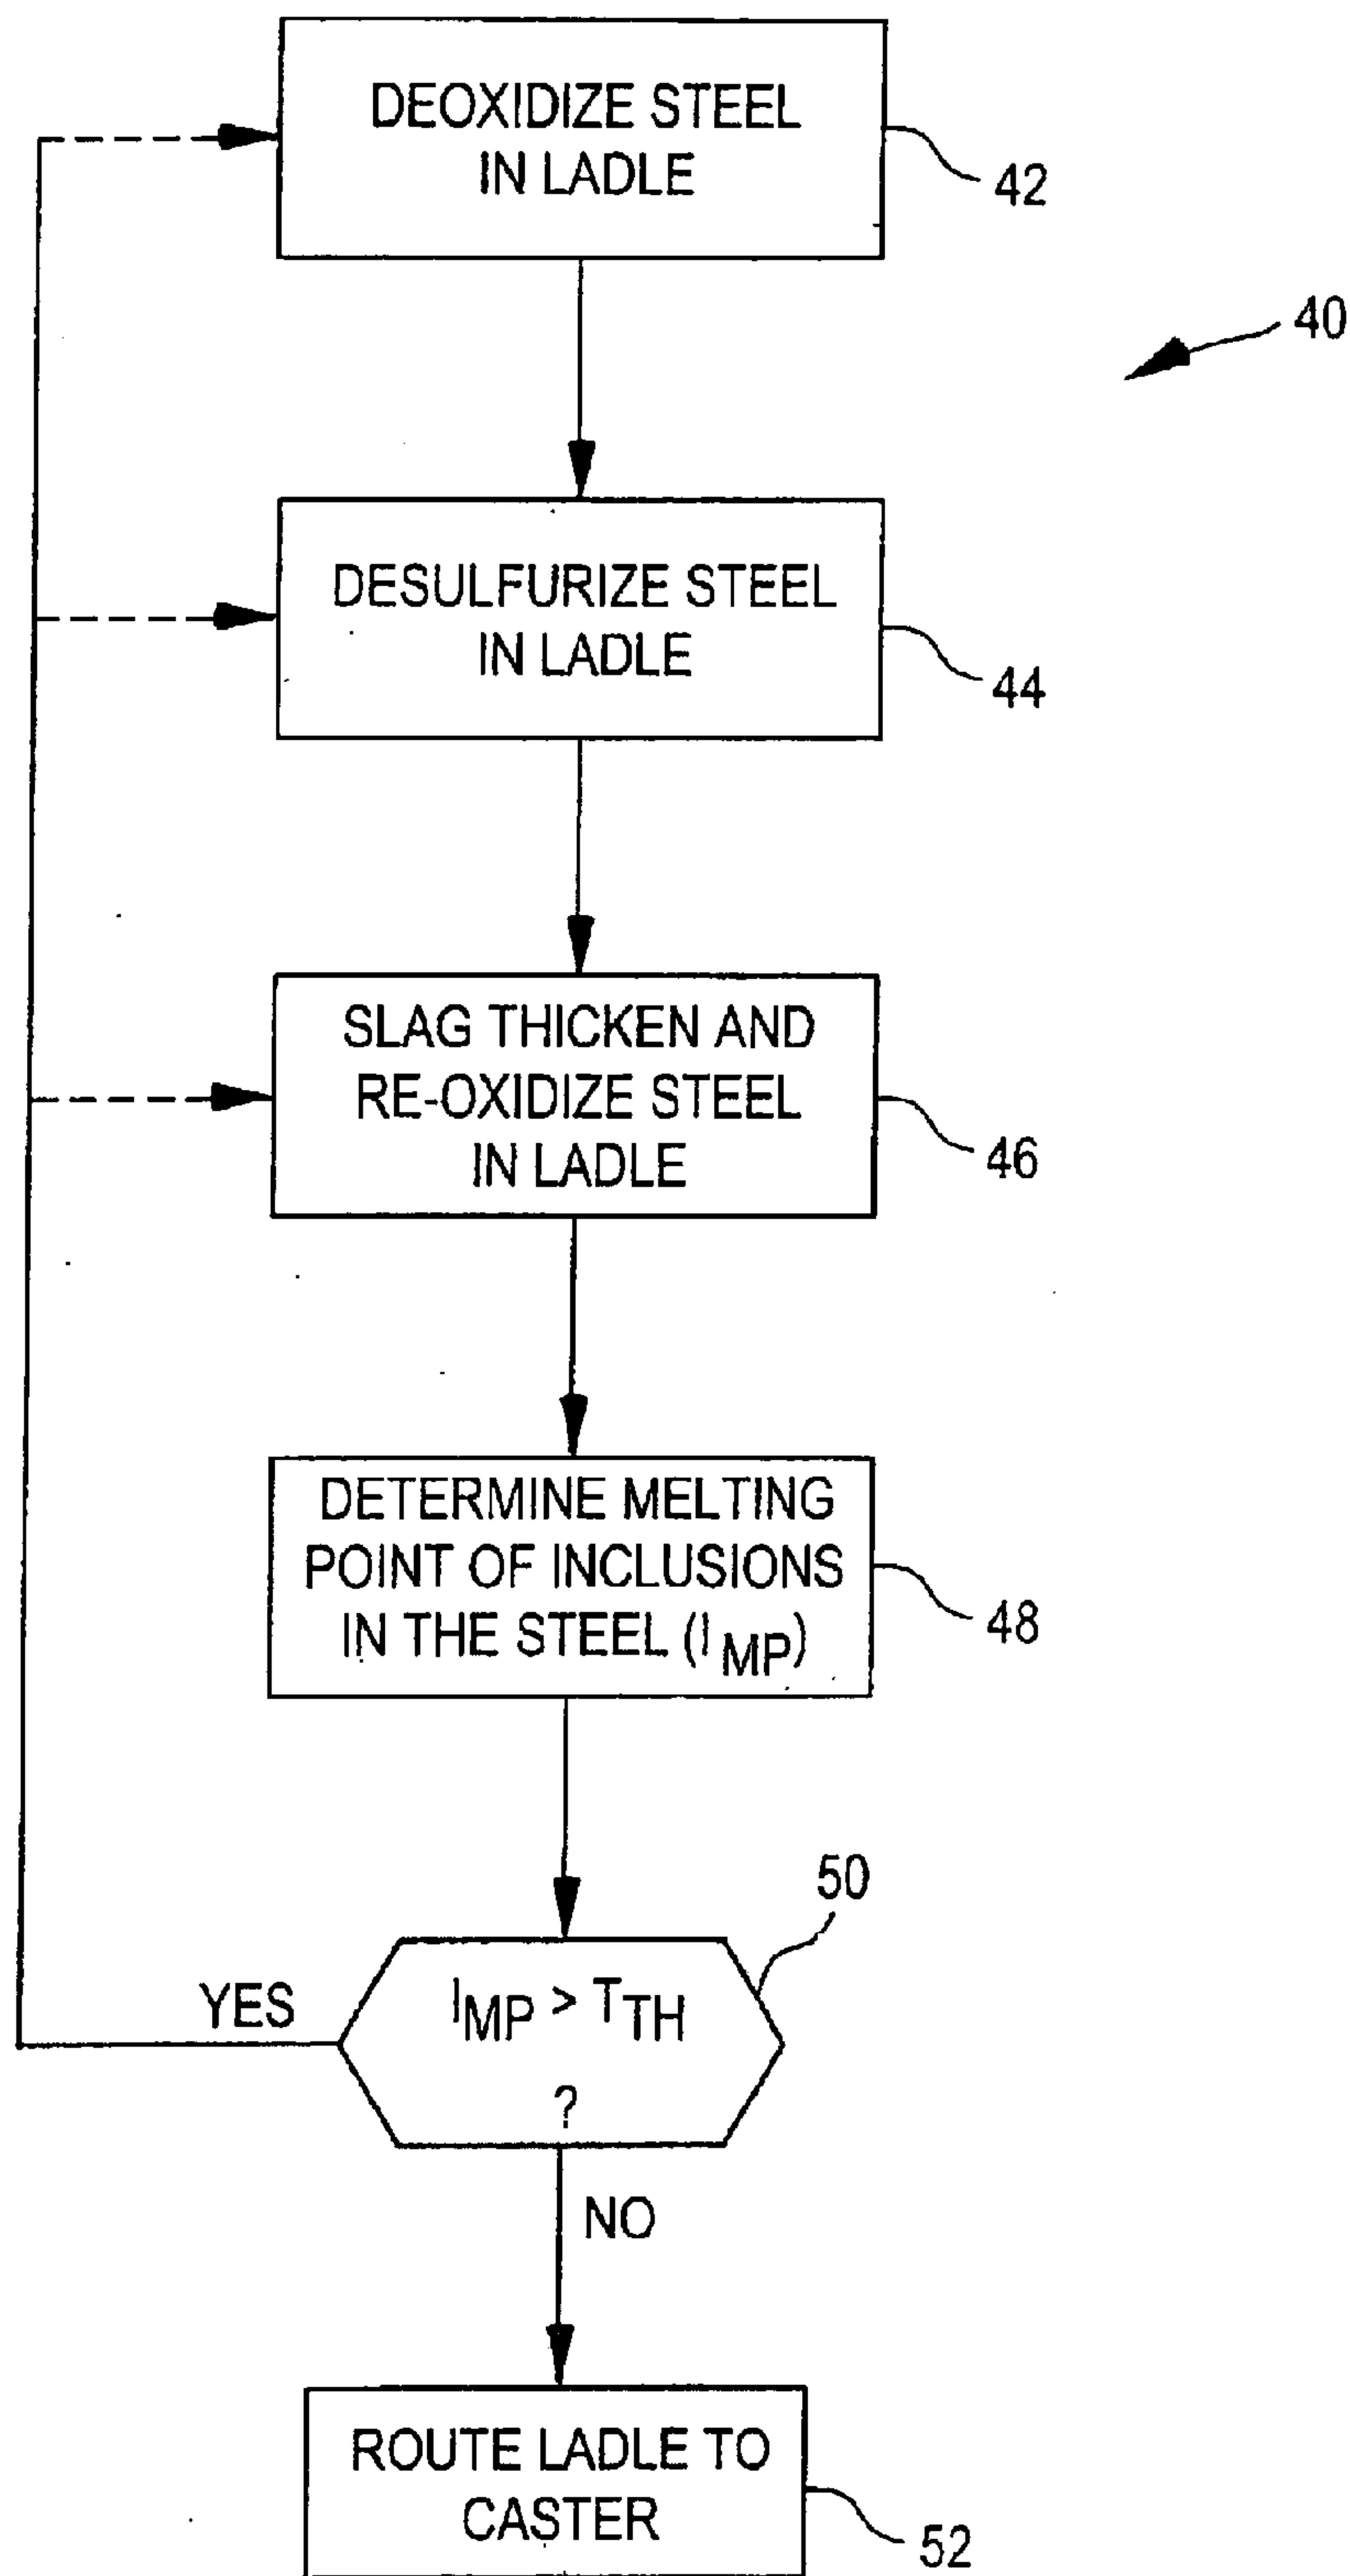 DEOXIDIZE STEEL
IN LADLE
42
40
DESULFURIZE STEEL
IN LADLE
44
SLAG THICKEN AND
RE-OXIDIZE STEEL
IN LADLE
46
DETERMINE MELTING
POINT OF INCLUSIONS
IN THE STEEL (I MP)
48
50
YES
IMP > TTH
?
NO
ROUTE LADLE TO
CASTER
52